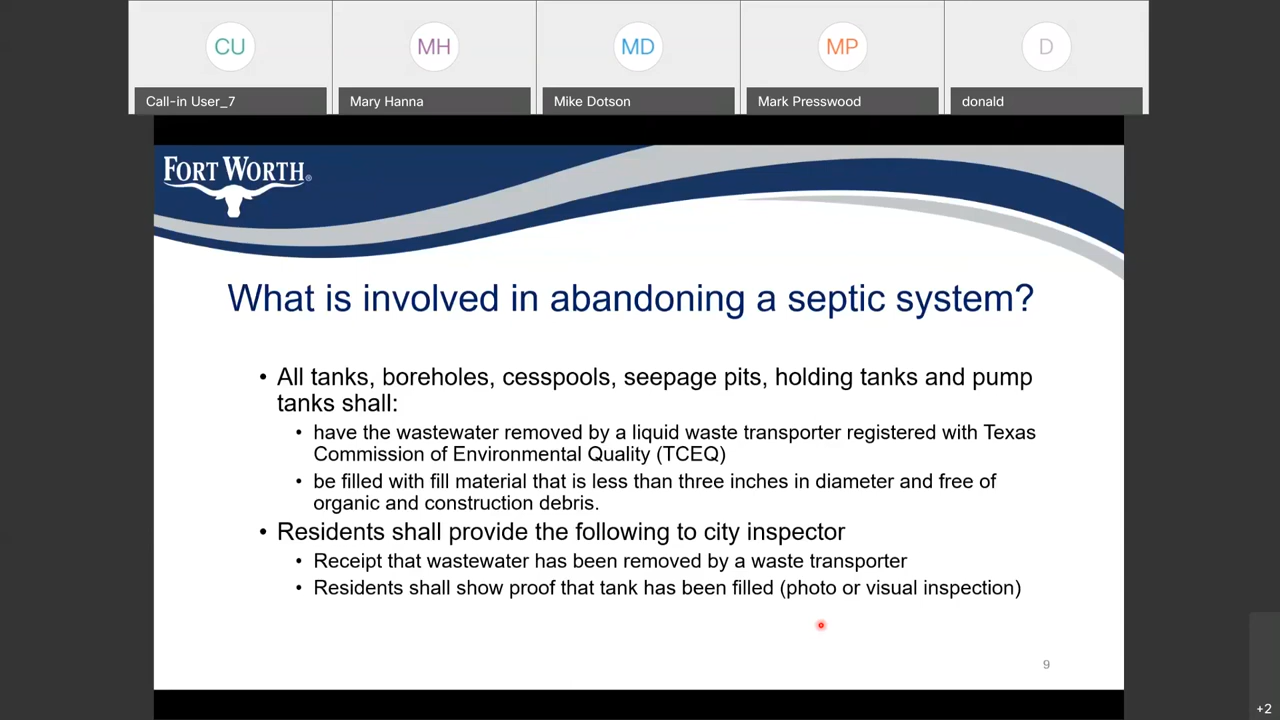 CU
MH
MD
MP
D
Call-in User_7
Mary Hanna
Mike Dotson
Mark Presswood
donald
FORT WORTH®
What is involved in abandoning a septic system?
• All tanks, boreholes, cesspools, seepage pits, holding tanks and pump
tanks shall:
• have the wastewater removed by a liquid waste transporter registered with Texas
Commission of Environmental Quality (TCEQ)
• be filled with fill material that is less than three inches in diameter and free of
organic and construction debris.
• Residents shall provide the following to city inspector
• Receipt that wastewater has been removed by a waste transporter
• Residents shall show proof that tank has been filled (photo or visual inspection)
9
+2